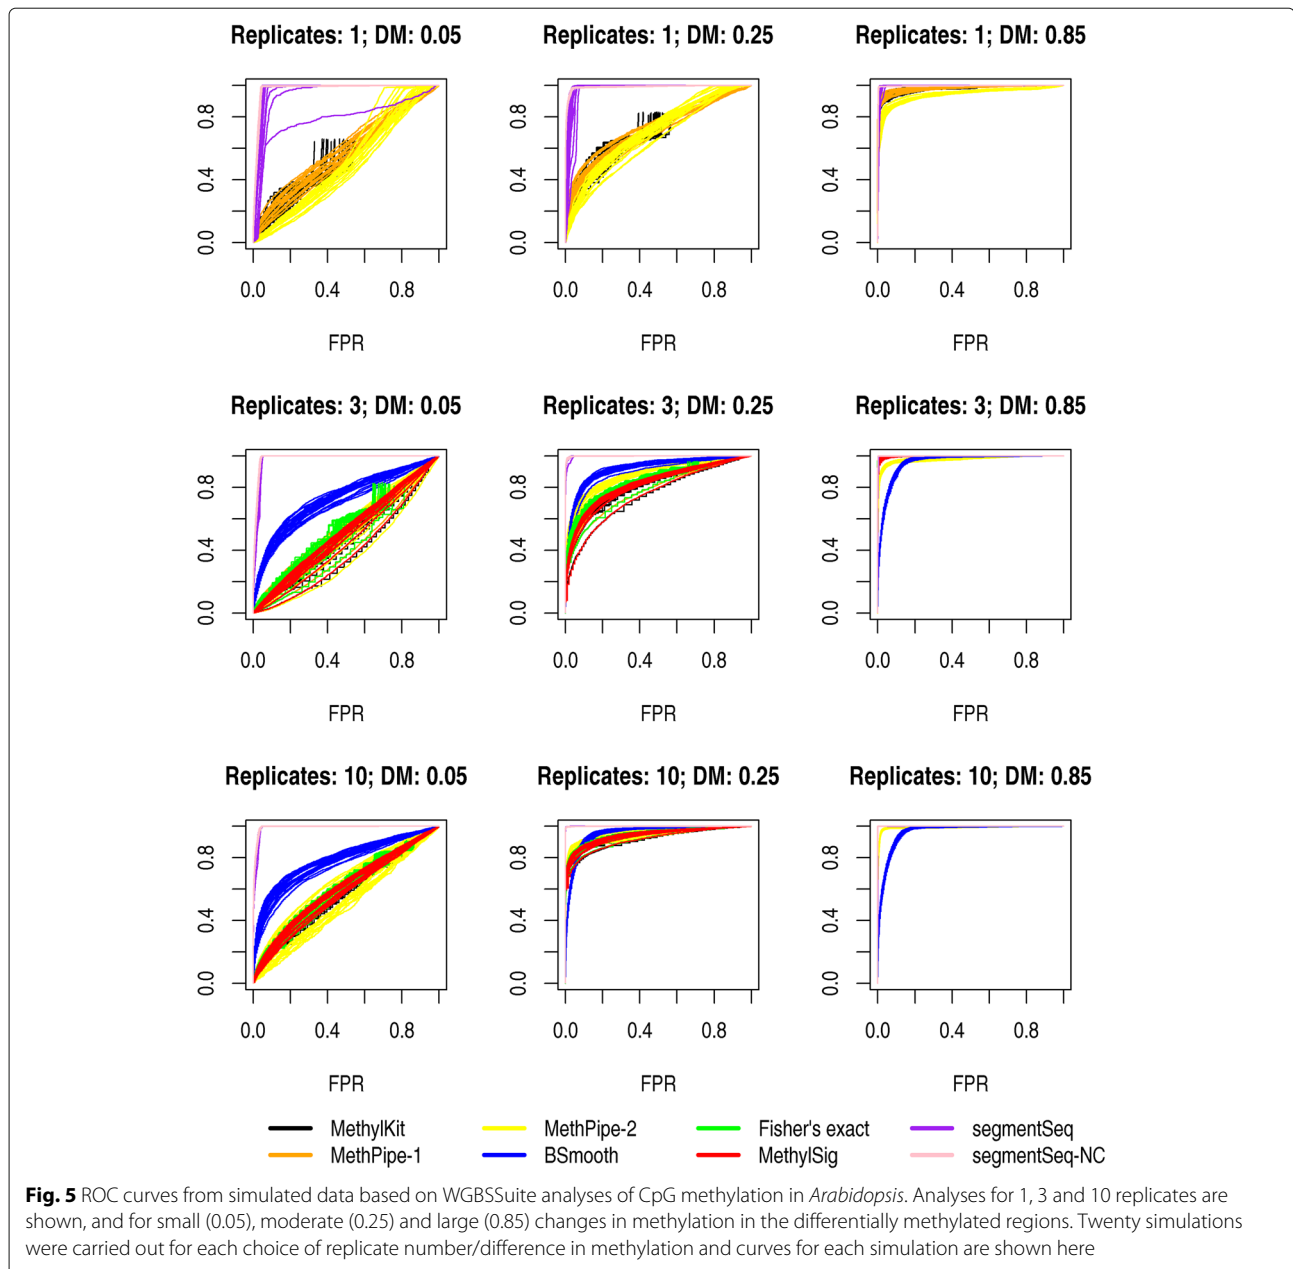 Replicates: 1; DM: 0.05
Replicates: 1; DM: 0.25
Replicates: 1; DM: 0.85
0.0 0.4 0.8
0.0 0.4 0.8
0.0 0.4 0.8
0.0 0.4 0.8
0.0 0.4 0.8
0.0 0.4 0.8
FPR
FPR
FPR
Replicates: 3; DM: 0.05
Replicates: 3; DM: 0.25
Replicates: 3; DM: 0.85
0.0 0.4 0.8
0.0 0.4 0.8
0.0 0.4 0.8
0.0 0.4 0.8
0.0 0.4 0.8
0.0 0.4 0.8
FPR
FPR
FPR
Replicates: 10; DM: 0.05
Replicates: 10; DM: 0.25
Replicates: 10; DM: 0.85
0.0 0.4 0.8
0.0 0.4 0.8
0.0 0.4 0.8
0.0 0.4 0.8
0.0 0.4 0.8
0.0 0.4 0.8
FPR
FPR
FPR
MethylKit MethPipe-2 Fisher's exact segmentSeq
MethPipe-1 BSmooth MethylSig segmentSeq-NC
Fig. 5 ROC curves from simulated data based on WGBSSuite analyses of CpG methylation in Arabidopsis. Analyses for 1, 3 and 10 replicates are
shown, and for small (0.05), moderate (0.25) and large (0.85) changes in methylation in the differentially methylated regions. Twenty simulations
were carried out for each choice of replicate number/difference in methylation and curves for each simulation are shown here